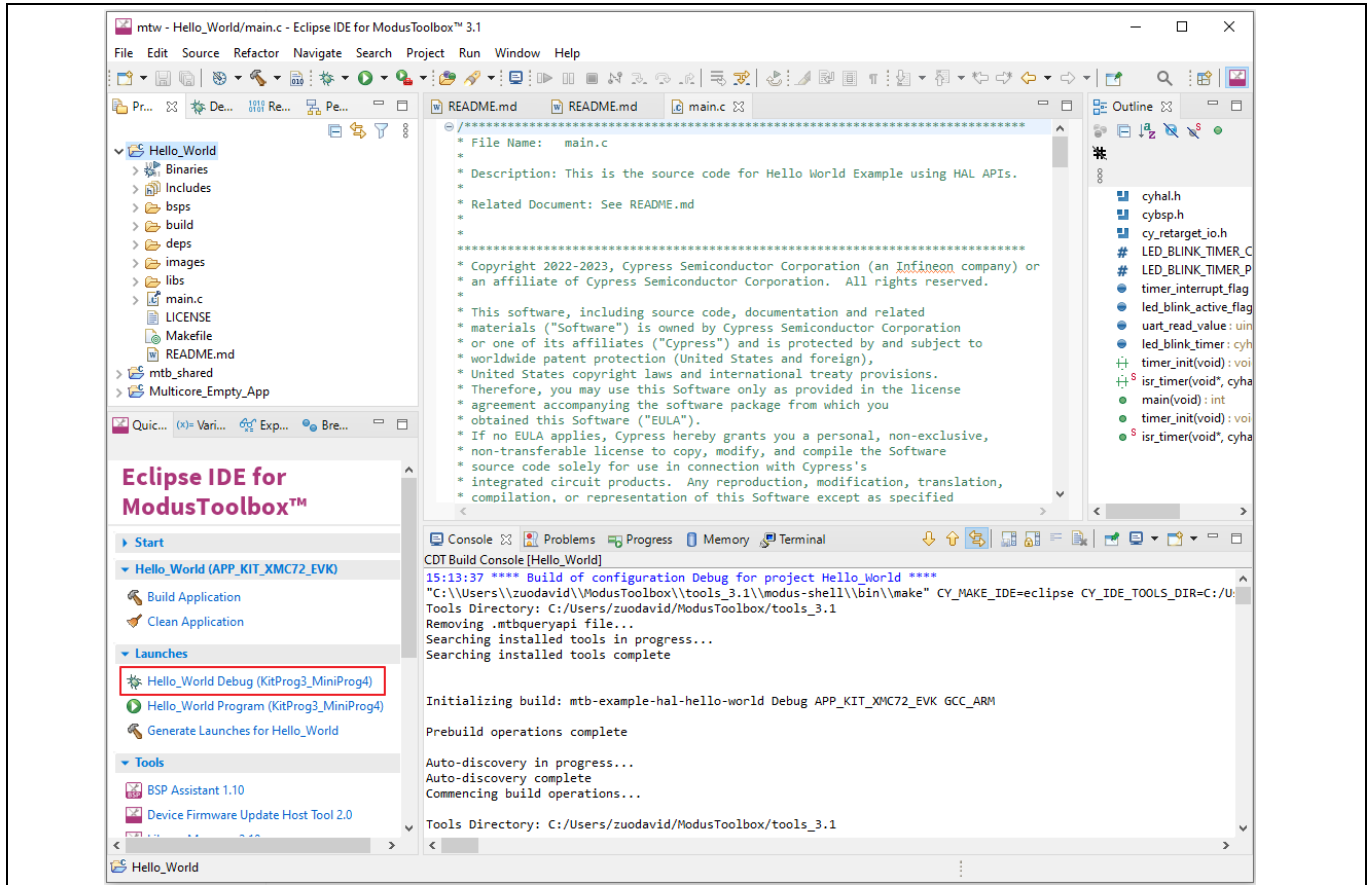 mtw - Hello_World/main.c - Eclipse IDE for ModusToolbox™ 3.1
File Edit Source Refactor Navigate Search Project Run Window Help
Pr... De... Re... Pe...
README.md README.md main.c
Outline
Hello_World
Binaries
Includes
bsps
build
deps
images
libs
main.c
LICENSE
Makefile
README.md
mtb_shared
Multicore_Empty_App
/******************************************************************************
* File Name: main.c
*
* Description: This is the source code for Hello World Example using HAL APIs.
*
* Related Document: See README.md
*
*
*******************************************************************************
* Copyright 2022-2023, Cypress Semiconductor Corporation (an Infineon company) or
* an affiliate of Cypress Semiconductor Corporation. All rights reserved.
*
* This software, including source code, documentation and related
* materials ("Software") is owned by Cypress Semiconductor Corporation
* or one of its affiliates ("Cypress") and is protected by and subject to
* worldwide patent protection (United States and foreign),
* United States copyright laws and international treaty provisions.
* Therefore, you may use this Software only as provided in the license
* agreement accompanying the software package from which you
* obtained this Software ("EULA").
* If no EULA applies, Cypress hereby grants you a personal, non-exclusive,
* non-transferable license to copy, modify, and compile the Software
* source code solely for use in connection with Cypress's
* integrated circuit products. Any reproduction, modification, translation,
* compilation, or representation of this Software except as specified
cyhal.h
cybsp.h
cy_retarget_io.h
LED_BLINK_TIMER_C
LED_BLINK_TIMER_P
timer_interrupt_flag
led_blink_active_flag
uart_read_value : uin
led_blink_timer : cyh
timer_init(void) : voi
isr_timer(void*, cyha
main(void) : int
timer_init(void) : voi
isr_timer(void*, cyha
Quic... (x)= Vari... Exp... Bre...
Eclipse IDE for
ModusToolbox™
Start
Hello_World (APP_KIT_XMC72_EVK)
Build Application
Clean Application
Launches
Hello_World Debug (KitProg3_MiniProg4)
Hello_World Program (KitProg3_MiniProg4)
Generate Launches for Hello_World
Tools
BSP Assistant 1.10
Device Firmware Update Host Tool 2.0
Console Problems Progress Memory Terminal
CDT Build Console [Hello_World]
15:13:37 **** Build of configuration Debug for project Hello_World ****
"C:\\Users\\zuodavid\\ModusToolbox\\tools_3.1\\modus-shell\\bin\\make" CY_MAKE_IDE=eclipse CY_IDE_TOOLS_DIR=C:/U
Tools Directory: C:/Users/zuodavid/ModusToolbox/tools_3.1
Removing .mtbqueryapi file...
Searching installed tools in progress...
Searching installed tools complete
Initializing build: mtb-example-hal-hello-world Debug APP_KIT_XMC72_EVK GCC_ARM
Prebuild operations complete
Auto-discovery in progress...
Auto-discovery complete
Commencing build operations...
Tools Directory: C:/Users/zuodavid/ModusToolbox/tools_3.1
Hello_World